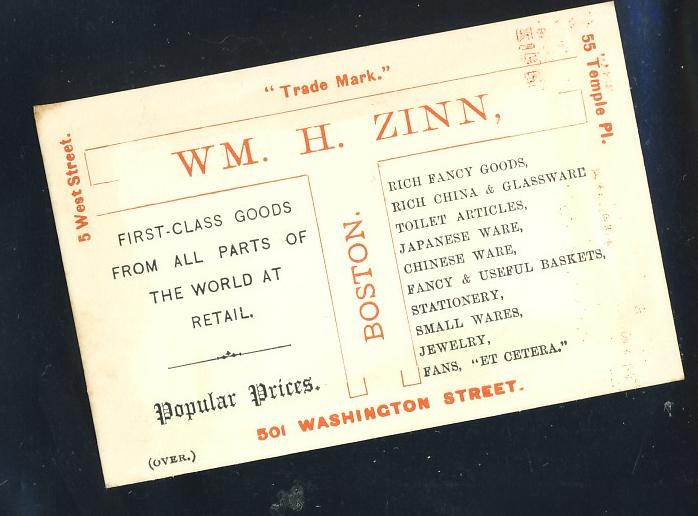 "Trade Mark."
5 West Street.
55 Temple Pl.
WM. H. ZINN,
BOSTON.
FIRST-CLASS GOODS
FROM ALL PARTS OF
THE WORLD AT
RETAIL.
Popular Prices.
RICH FANCY GOODS,
RICH CHINA & GLASSWARE
TOILET ARTICLES,
JAPANESE WARE,
CHINESE WARE,
FANCY & USEFUL BASKETS,
STATIONERY,
SMALL WARES,
JEWELRY,
FANS, "ET CETERA."
501 WASHINGTON STREET.
(OVER.)